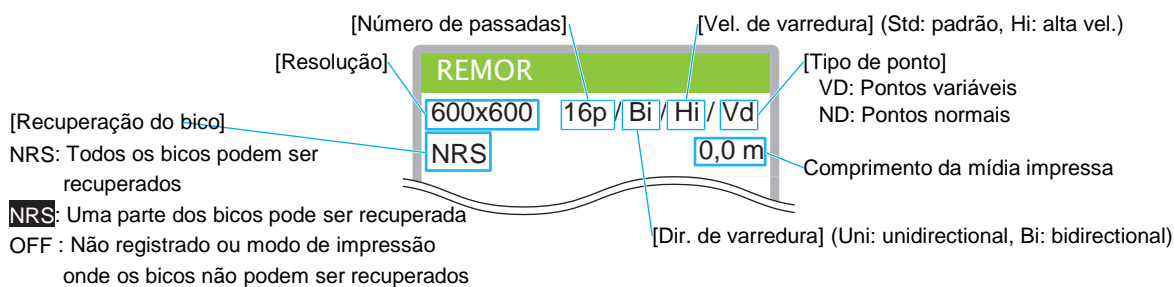 [Número de passadas]
[Vel. de varredura] (Std: padrão, Hi: alta vel.)
[Resolução]
REMOR
[Tipo de ponto]
VD: Pontos variáveis
ND: Pontos normais
600x600 16p / Bi / Hi / Vd
[Recuperação do bico]
NRS: Todos os bicos podem ser
recuperados
NRS
0,0 m
Comprimento da mídia impressa
NRS: Uma parte dos bicos pode ser recuperada
[Dir. de varredura] (Uni: unidirectional, Bi: bidirectional)
OFF : Não registrado ou modo de impressão
onde os bicos não podem ser recuperados